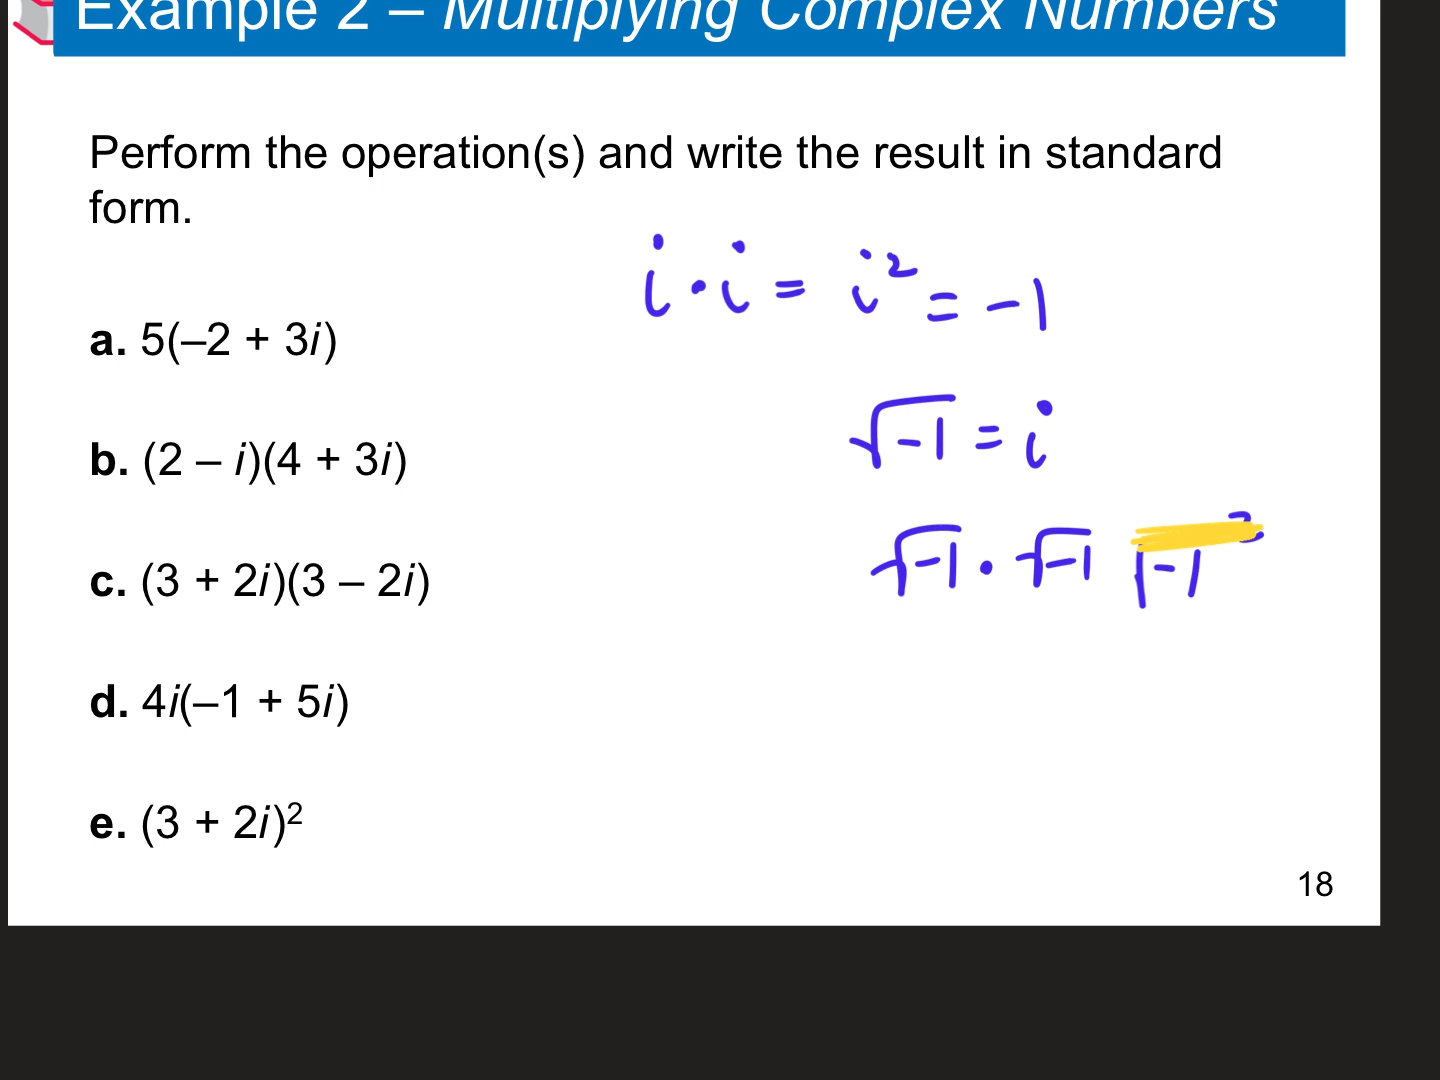 Example 2 – Multiplying Complex Numbers
Perform the operation(s) and write the result in standard
form.
i · i = i² = -1
a. 5(–2 + 3i)
√-1 = i
b. (2 – i)(4 + 3i)
√-1 · √-1 √-1²
c. (3 + 2i)(3 – 2i)
d. 4i(–1 + 5i)
e. (3 + 2i)²
18